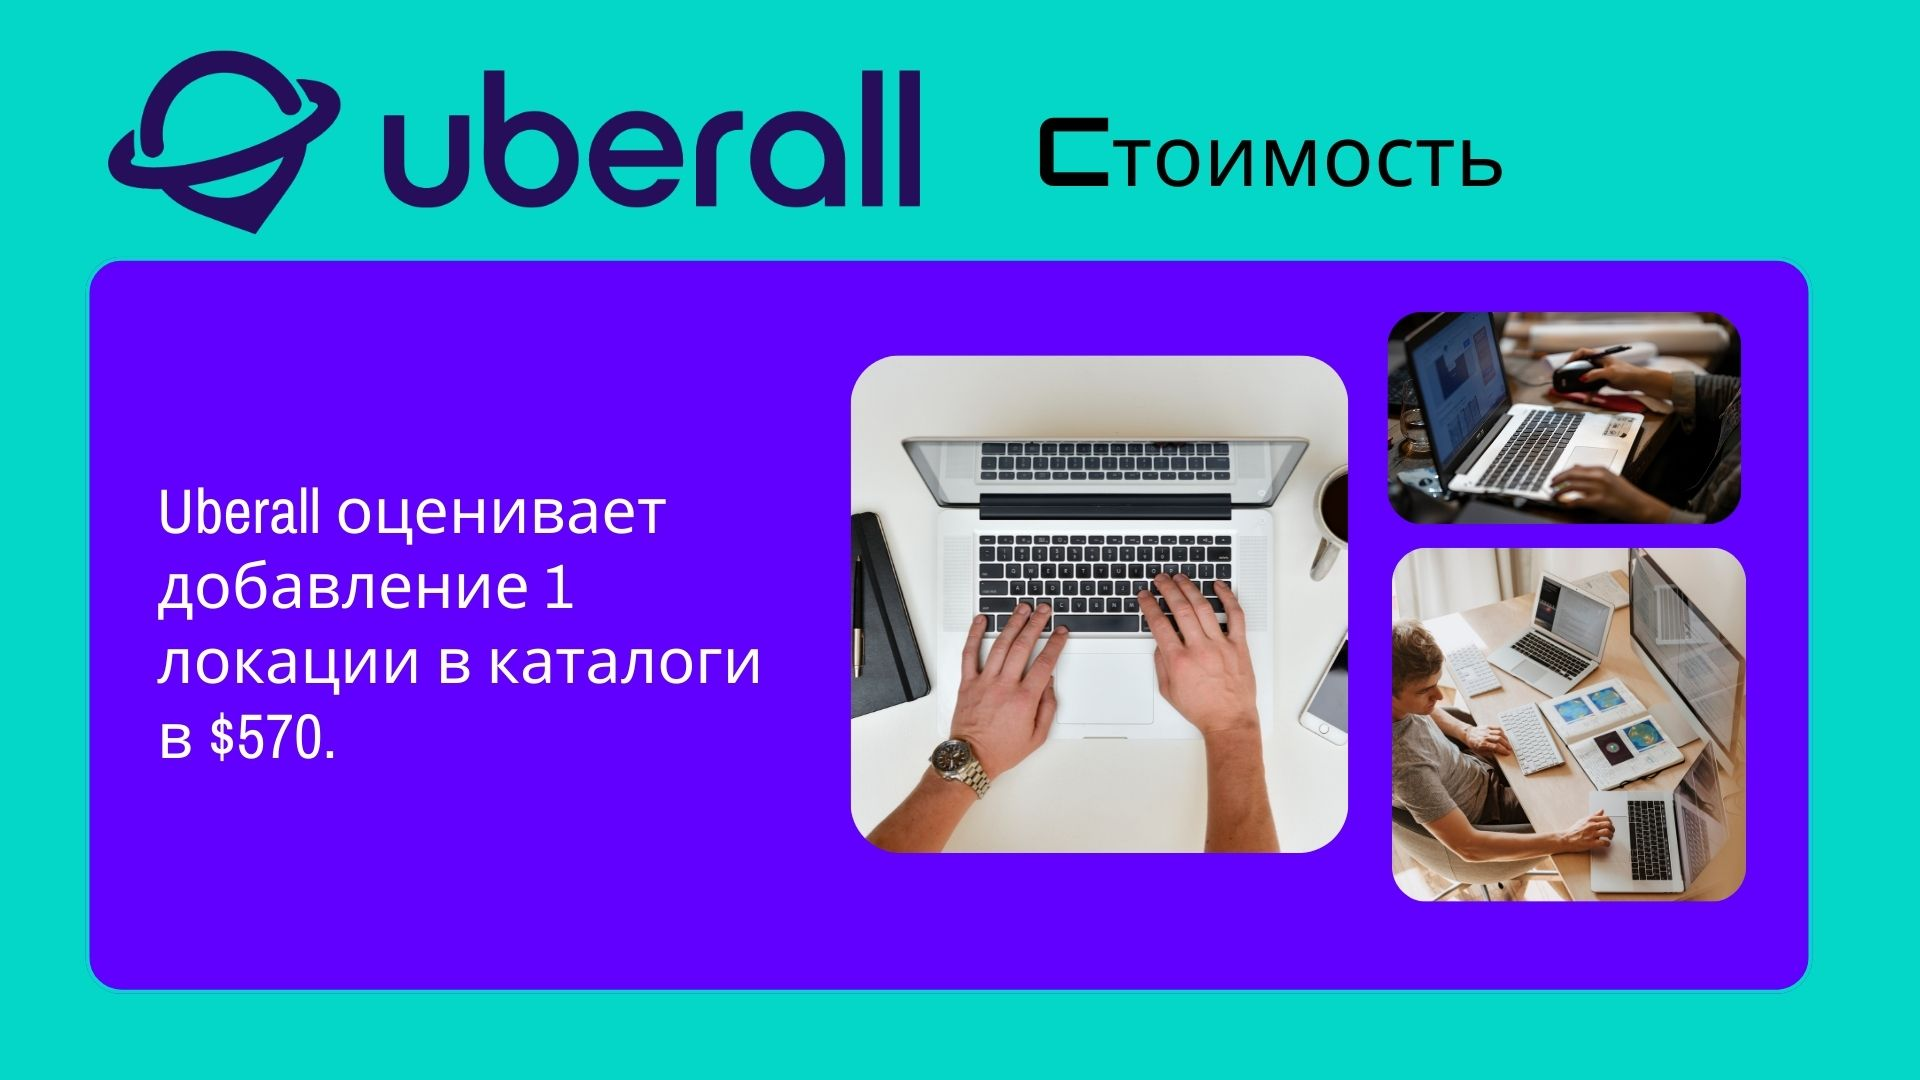 uberall
Стоимость
Uberall оценивает
добавление 1
локации в каталоги
в $570.